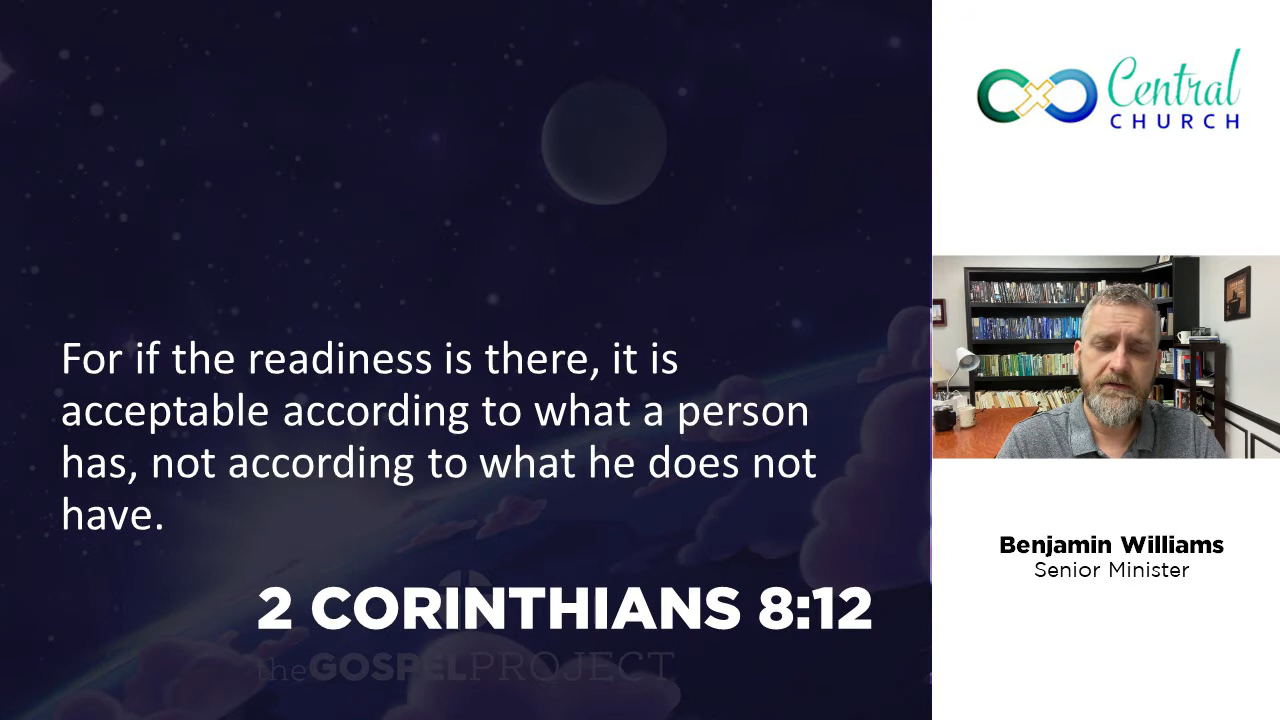 For if the readiness is there, it is
acceptable according to what a person
has, not according to what he does not
have.
2 CORINTHIANS 8:12
theGOSPELPROJECT
Central
CHURCH
Benjamin Williams
Senior Minister